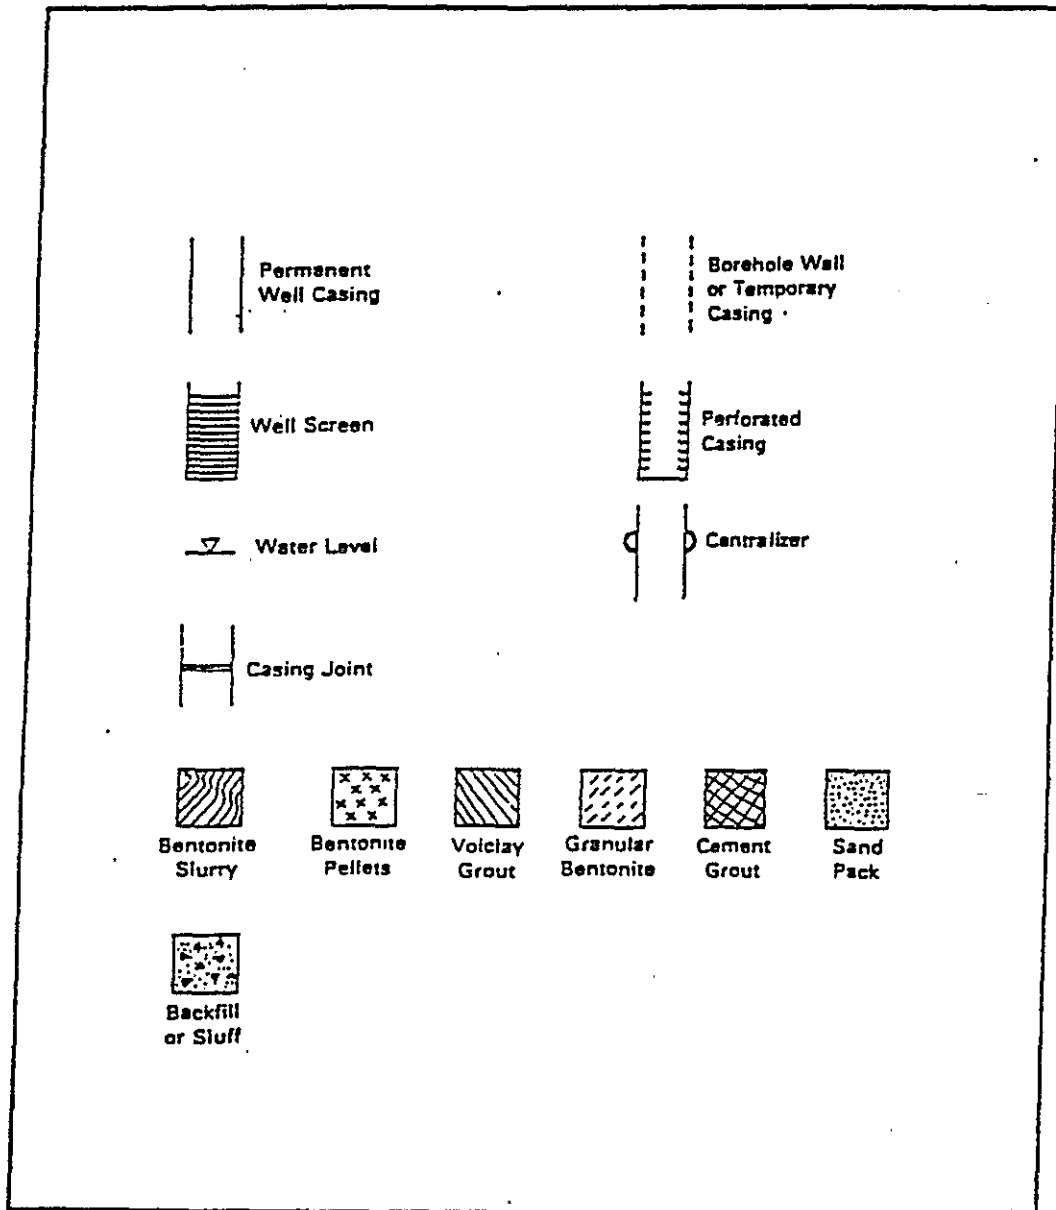 Permanent
Well Casing
Borehole Wall
or Temporary
Casing
Well Screen
Perforated
Casing
Water Level
Centralizer
Casing Joint
Bentonite
Slurry
Bentonite
Pellets
Volclay
Grout
Granular
Bentonite
Cement
Grout
Sand
Pack
Backfill
or Sluff